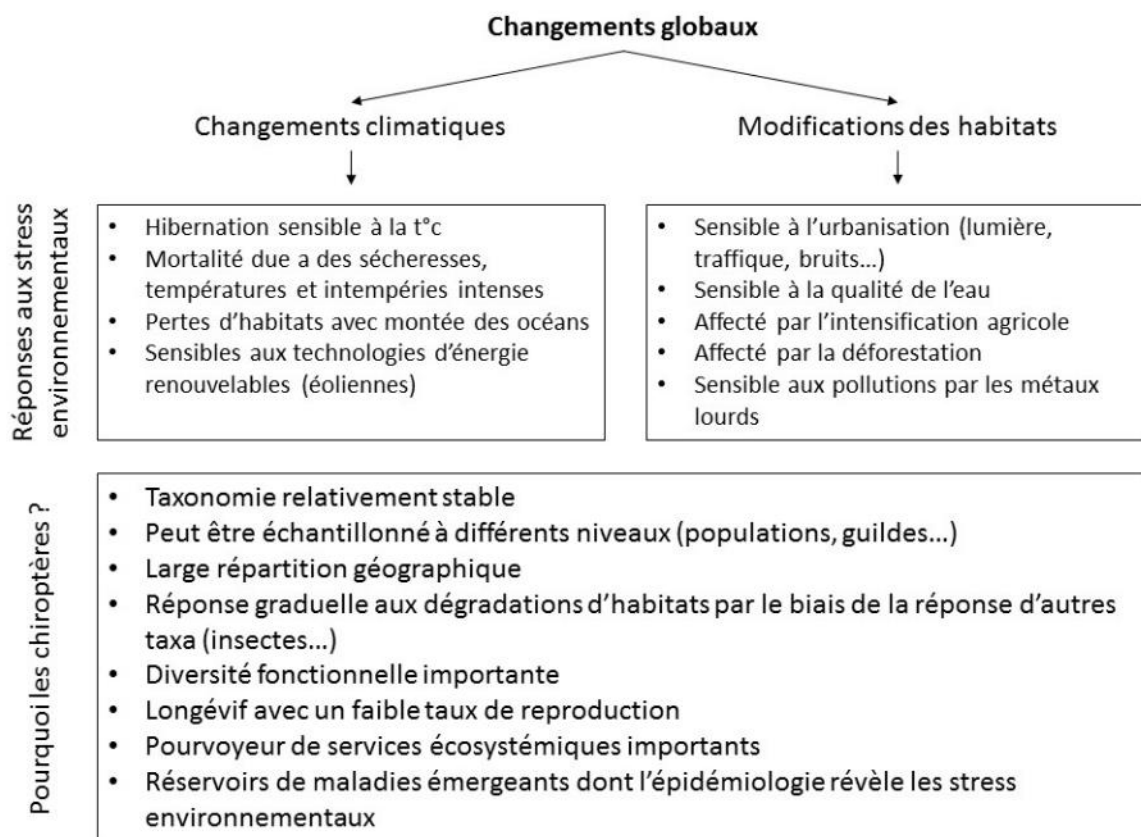 Changements globaux
Changements climatiques
Modifications des habitats
Réponses aux stress
environnementaux
• Hibernation sensible à la t°c
• Mortalité due a des sécheresses,
températures et intempéries intenses
• Pertes d'habitats avec montée des océans
• Sensibles aux technologies d'énergie
renouvelables (éoliennes)
• Sensible à l'urbanisation (lumière,
traffique, bruits…)
• Sensible à la qualité de l'eau
• Affecté par l'intensification agricole
• Affecté par la déforestation
• Sensible aux pollutions par les métaux
lourds
Pourquoi les chiroptères ?
• Taxonomie relativement stable
• Peut être échantillonné à différents niveaux (populations, guildes…)
• Large répartition géographique
• Réponse graduelle aux dégradations d'habitats par le biais de la réponse d'autres
taxa (insectes…)
• Diversité fonctionnelle importante
• Longévif avec un faible taux de reproduction
• Pourvoyeur de services écosystémiques importants
• Réservoirs de maladies émergeants dont l'épidémiologie révèle les stress
environnementaux